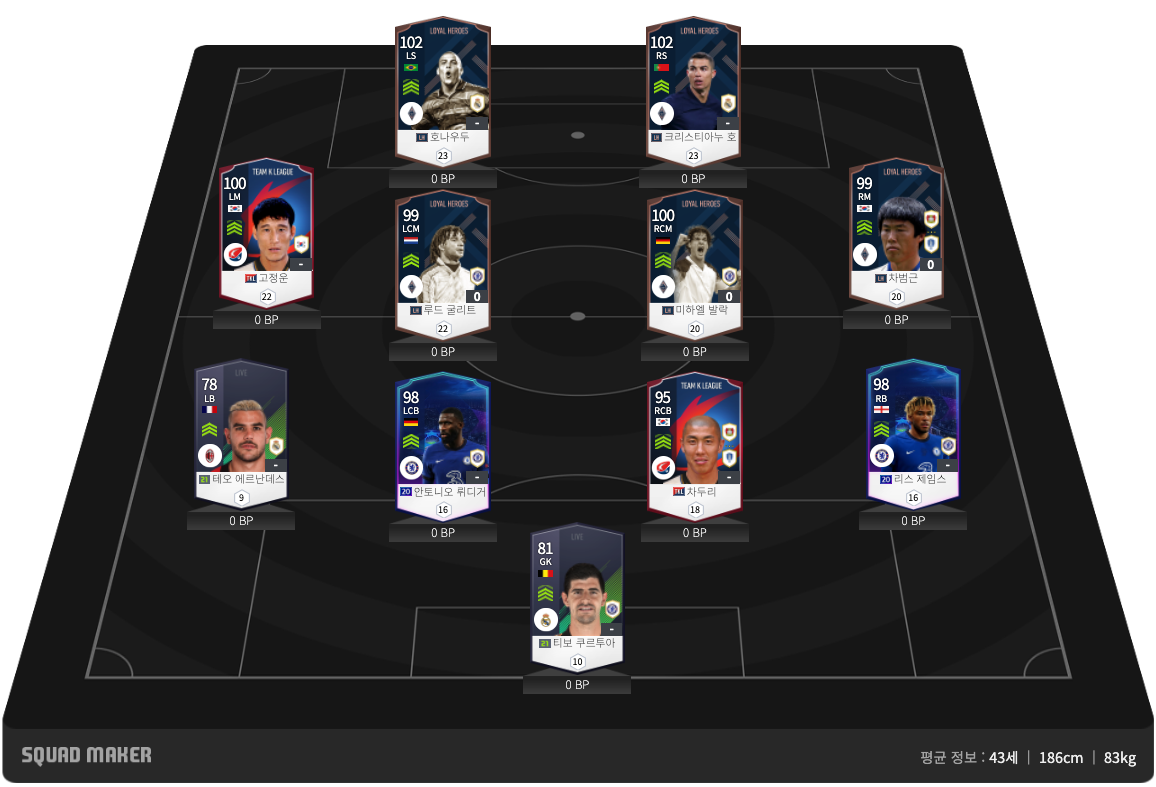 LOYAL HEROES
102
LS
-
LH 호나우두
23
0 BP
LOYAL HEROES
102
RS
-
LH 크리스티아누 호
23
0 BP
TEAM K LEAGUE
100
LM
-
TKL 고정운
22
0 BP
LOYAL HEROES
99
LCM
0
LH 루드 굴리트
22
0 BP
LOYAL HEROES
100
RCM
0
LH 미하엘 발락
20
0 BP
LOYAL HEROES
99
RM
0
LH 차범근
20
0 BP
LIVE
78
LB
-
21 테오 에르난데스
9
0 BP
98
LCB
-
20 안토니오 뤼디거
16
0 BP
TEAM K LEAGUE
95
RCB
-
TKL 차두리
18
0 BP
98
RB
-
20 리스 제임스
16
0 BP
LIVE
81
GK
-
21 티보 쿠르투아
10
0 BP
SQUAD MAKER
평균 정보 : 43세 | 186cm | 83kg